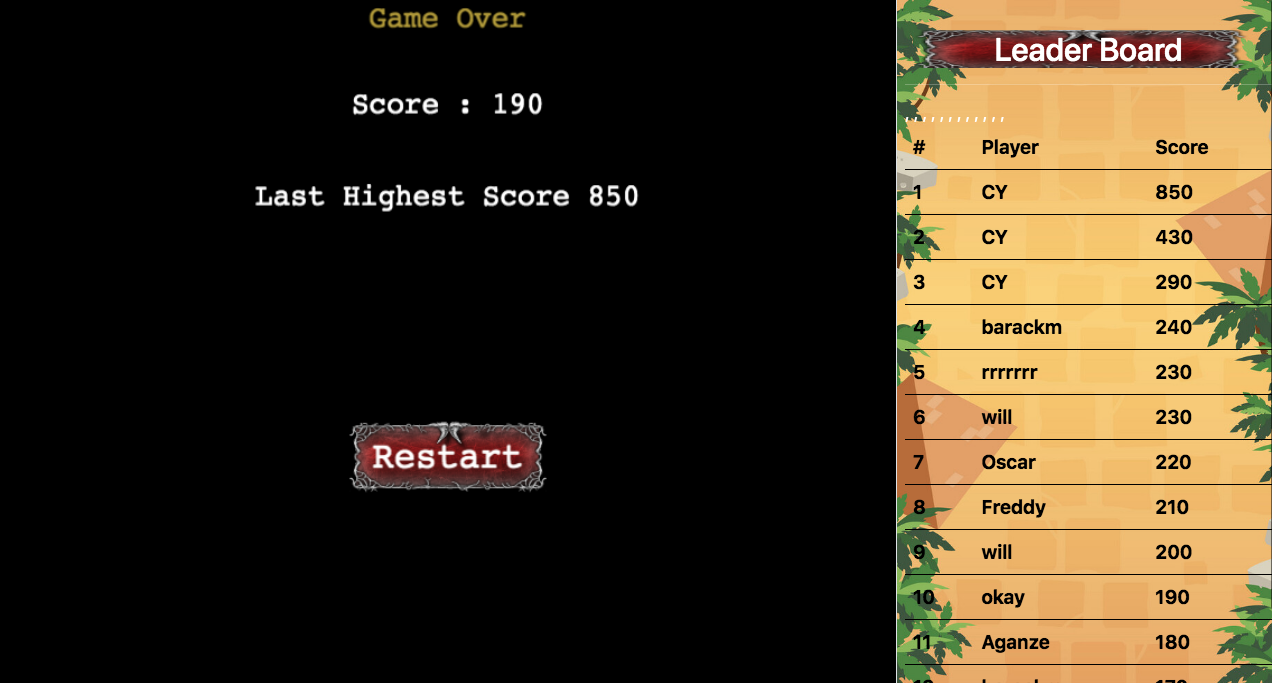 Game Over
Score : 190
Last Highest Score 850
Restart
Leader Board
,,,,,,,,,,,
# Player Score
1 CY 850
2 CY 430
3 CY 290
4 barackm 240
5 rrrrrrr 230
6 will 230
7 Oscar 220
8 Freddy 210
9 will 200
10 okay 190
11 Aganze 180